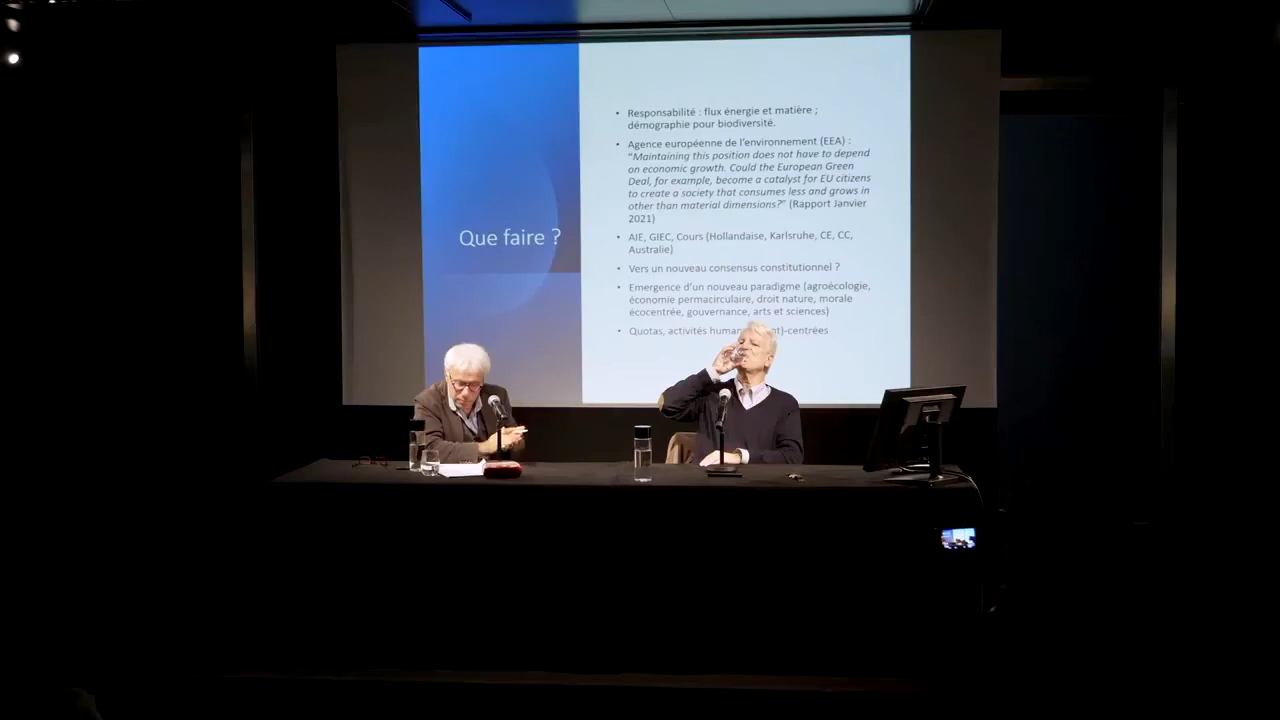 Que faire ?
• Responsabilité : flux énergie et matière ;
démographie pour biodiversité.
• Agence européenne de l'environnement (EEA) :
"Maintaining this position does not have to depend
on economic growth. Could the European Green
Deal, for example, become a catalyst for EU citizens
to create a society that consumes less and grows in
other than material dimensions?" (Rapport Janvier
2021)
• AIE, GIEC, Cours (Hollandaise, Karlsruhe, CE, CC,
Australie)
• Vers un nouveau consensus constitutionnel ?
• Emergence d'un nouveau paradigme (agroécologie,
économie permacirculaire, droit nature, morale
écocentrée, gouvernance, arts et sciences)
• Quotas, activités )-centrées